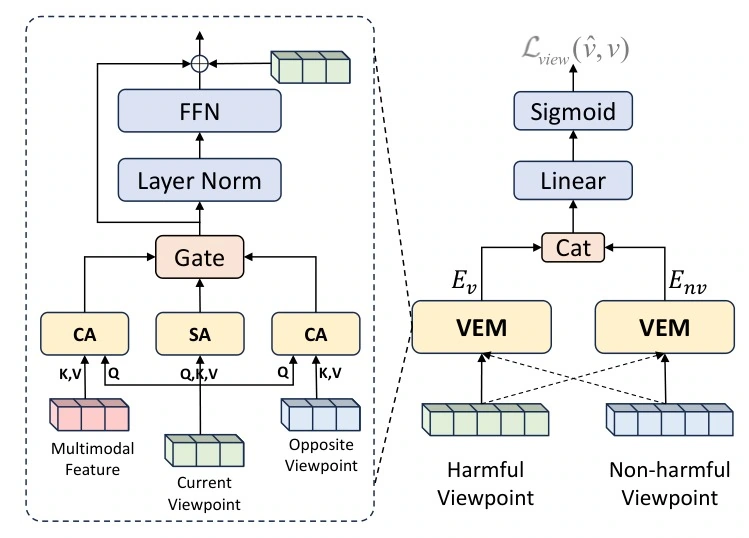 FFN
Layer Norm
Gate
CA
SA
CA
K,V
Q
Q,K,V
Q
K,V
Multimodal
Feature
Current
Viewpoint
Opposite
Viewpoint
ℒview(v̂, v)
Sigmoid
Linear
Cat
Ev
Env
VEM
VEM
Harmful
Viewpoint
Non-harmful
Viewpoint